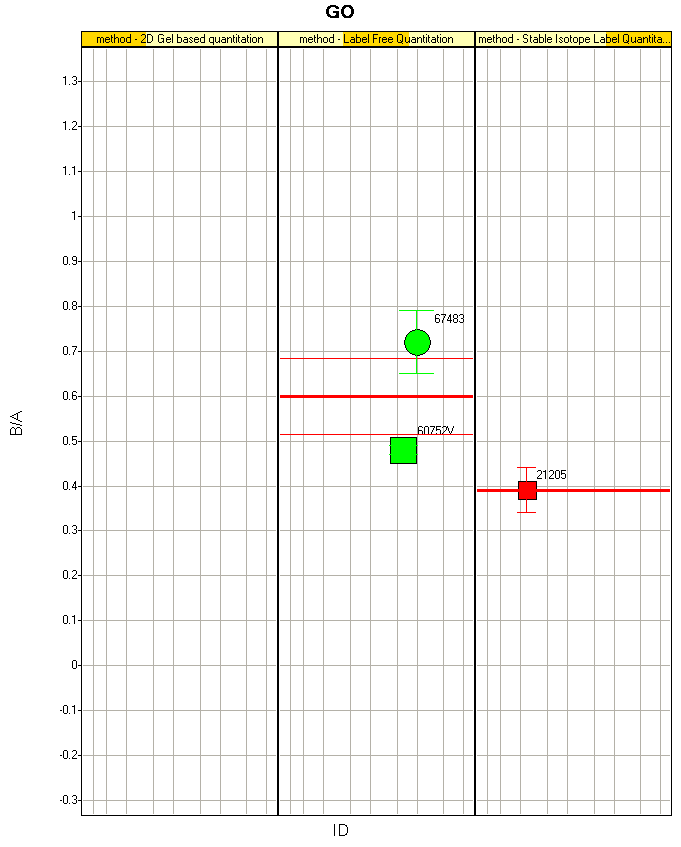 GO
method - 2D Gel based quantitation
method - Label Free Quantitation
method - Stable Isotope Label Quantita...
1.3
1.2
1.1
1
0.9
0.8
67483
0.7
0.6
B/A
60752V
0.5
21205
0.4
0.3
0.2
0.1
0
-0.1
-0.2
-0.3
ID